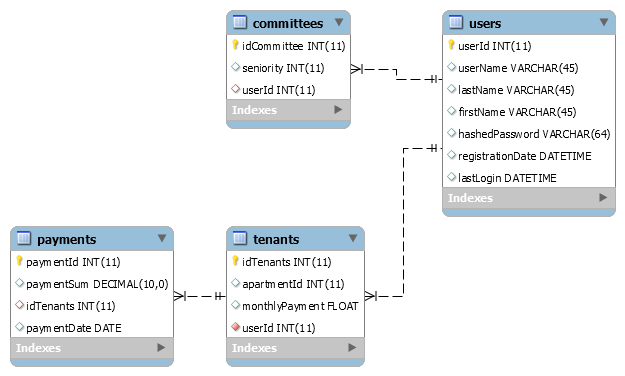 committees
idCommittee INT(11)
seniority INT(11)
userId INT(11)
Indexes
users
userId INT(11)
userName VARCHAR(45)
lastName VARCHAR(45)
firstName VARCHAR(45)
hashedPassword VARCHAR(64)
registrationDate DATETIME
lastLogin DATETIME
Indexes
payments
paymentId INT(11)
paymentSum DECIMAL(10,0)
idTenants INT(11)
paymentDate DATE
Indexes
tenants
idTenants INT(11)
apartmentId INT(11)
monthlyPayment FLOAT
userId INT(11)
Indexes